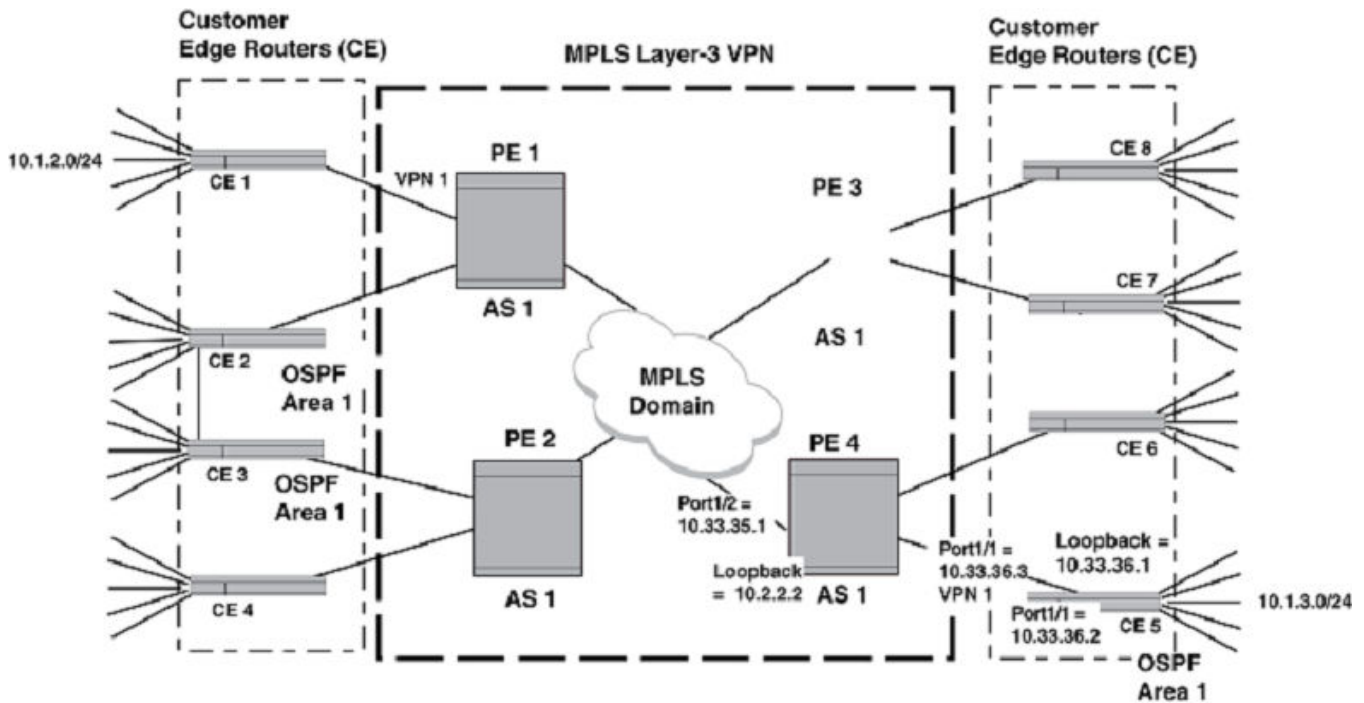 Customer
Edge Routers (CE)
MPLS Layer-3 VPN
Customer
Edge Routers (CE)
10.1.2.0/24
CE 1
VPN 1
PE 1
AS 1
PE 3
AS 1
CE 8
CE 7
CE 2
OSPF
Area 1
MPLS
Domain
CE 3
OSPF
Area 1
PE 2
AS 1
PE 4
AS 1
CE 6
Port1/2 =
10.33.35.1
Loopback
= 10.2.2.2
Port1/1 =
10.33.36.3
VPN 1
Loopback =
10.33.36.1
Port1/1 =
10.33.36.2
CE 5
10.1.3.0/24
CE 4
OSPF
Area 1